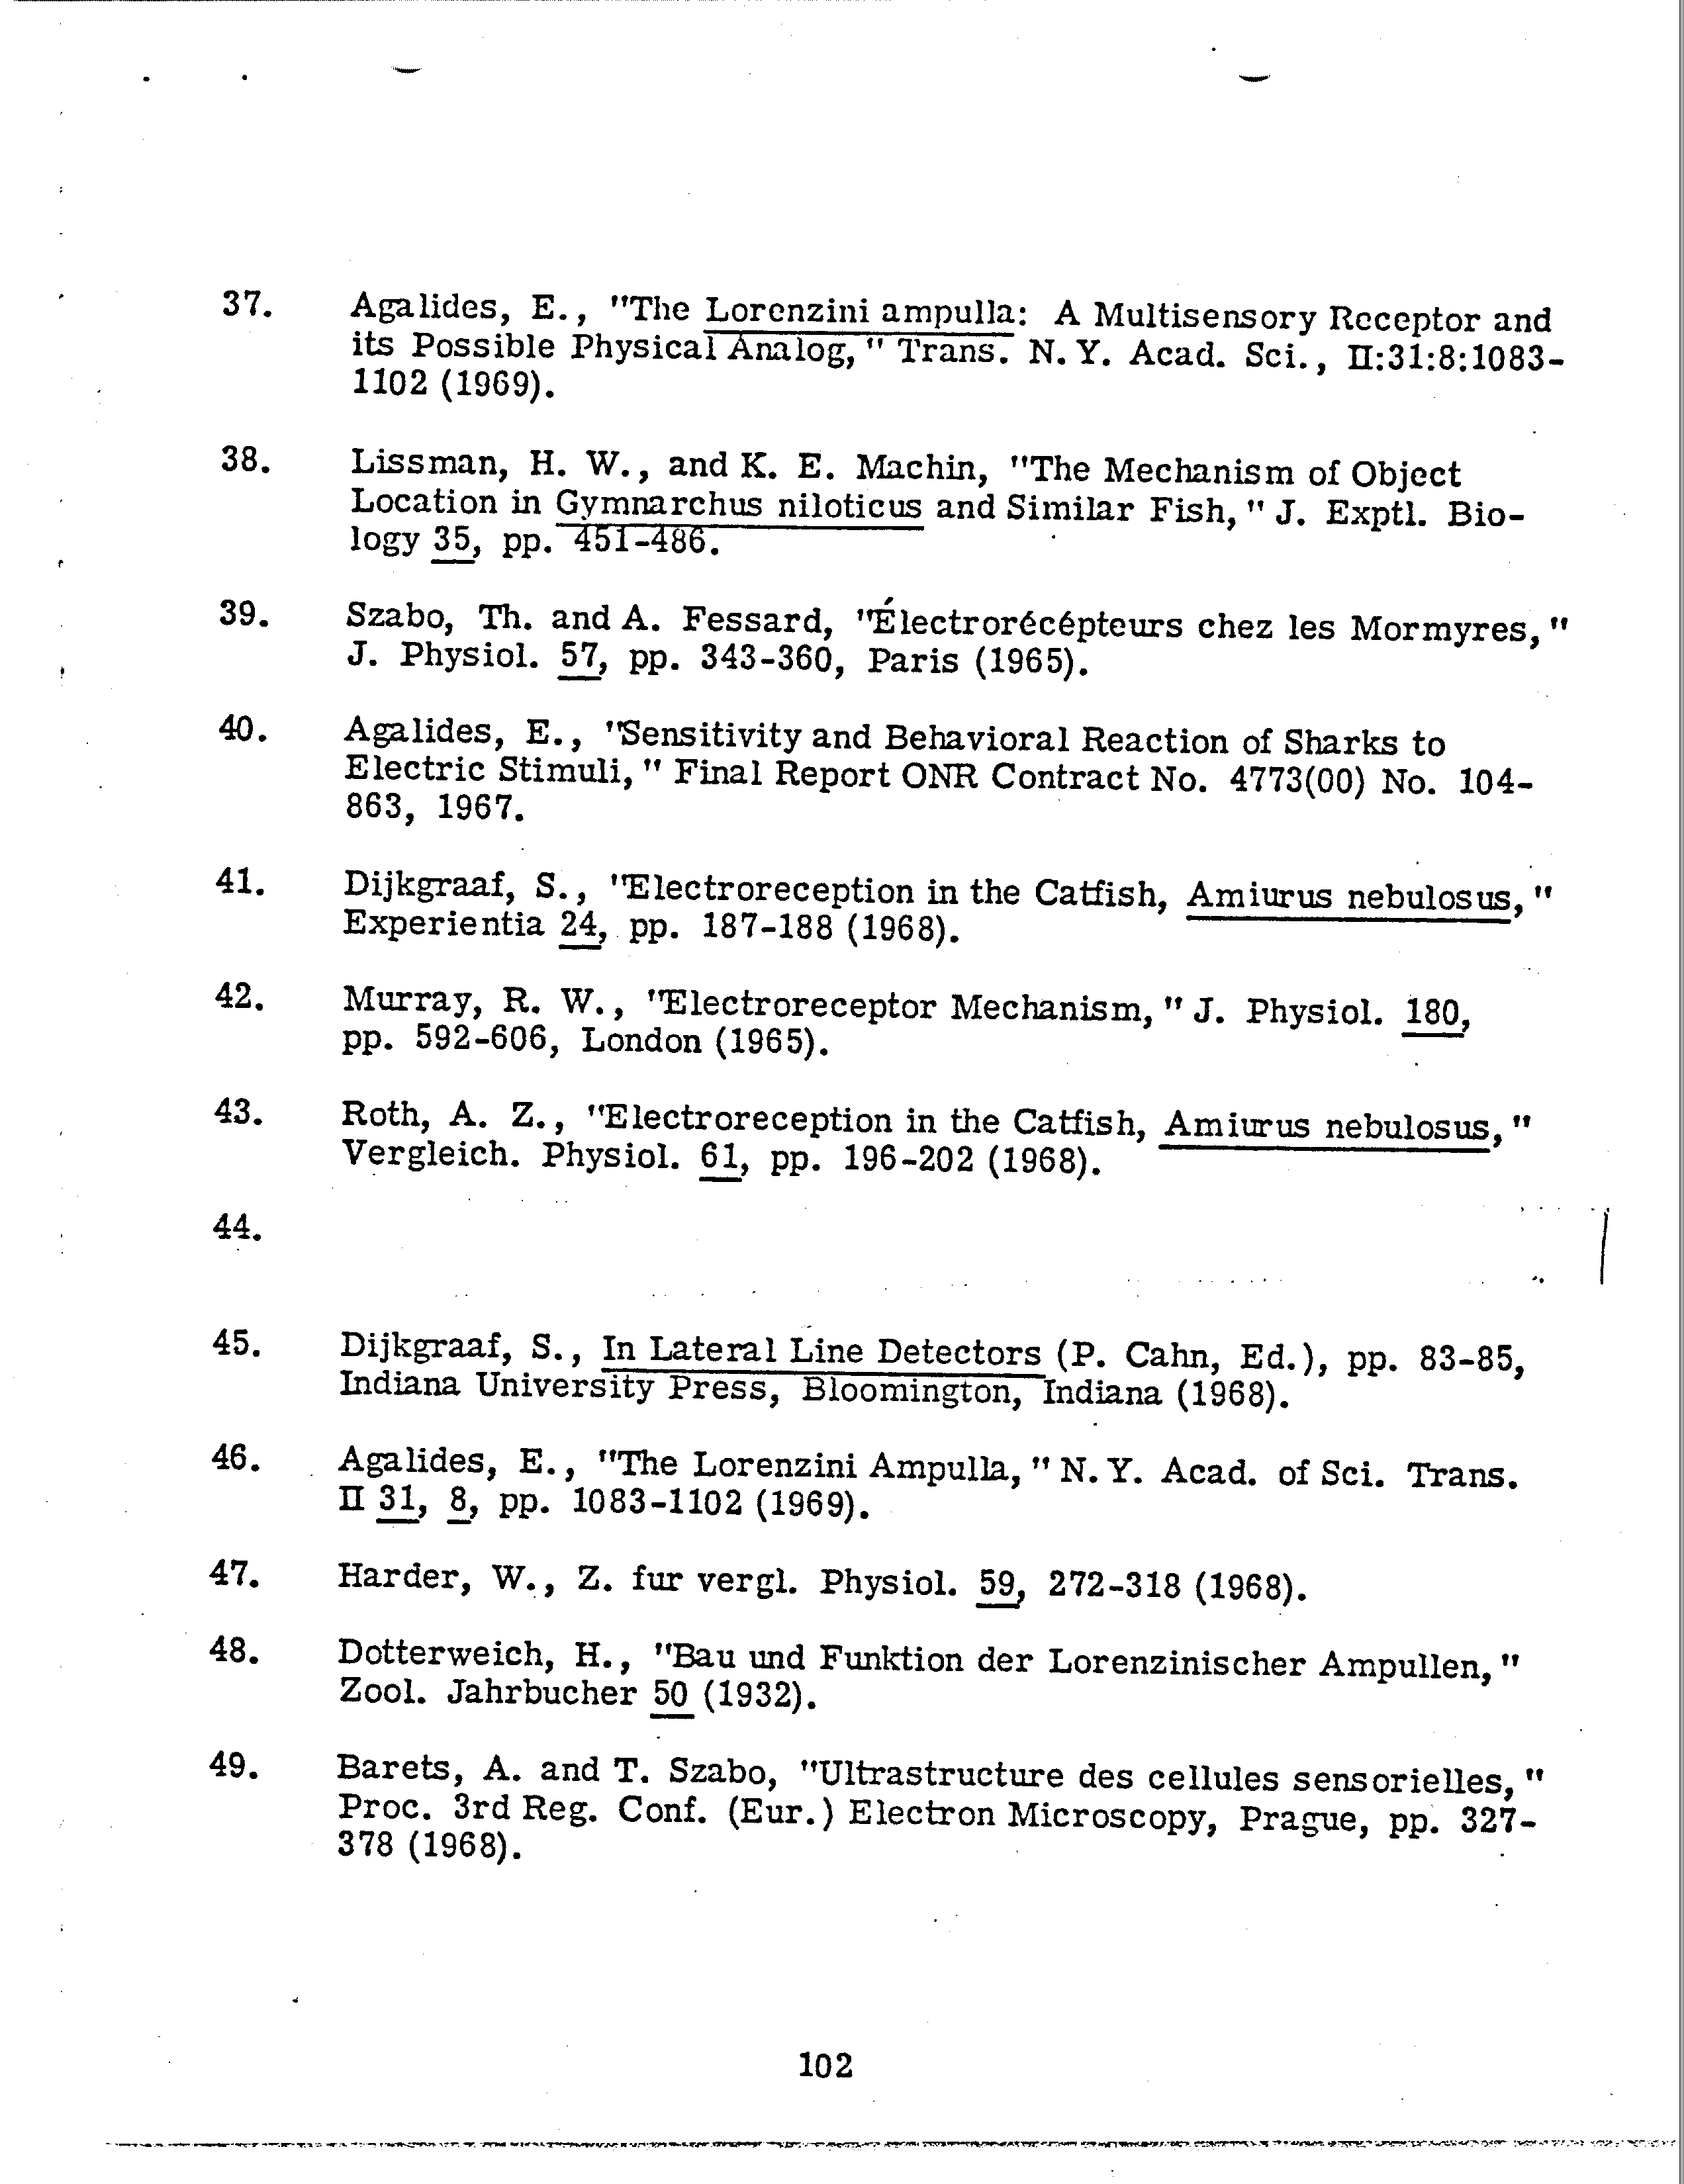 37. Agalides, E., "The Lorenzini ampulla: A Multisensory Receptor and
its Possible Physical Analog," Trans. N.Y. Acad. Sci., II:31:8:1083-
1102 (1969).
38. Lissman, H. W., and K. E. Machin, "The Mechanism of Object
Location in Gymnarchus niloticus and Similar Fish," J. Exptl. Bio-
logy 35, pp. 451-486.
39. Szabo, Th. and A. Fessard, "Électrorécépteurs chez les Mormyres,"
J. Physiol. 57, pp. 343-360, Paris (1965).
40. Agalides, E., "Sensitivity and Behavioral Reaction of Sharks to
Electric Stimuli," Final Report ONR Contract No. 4773(00) No. 104-
863, 1967.
41. Dijkgraaf, S., "Electroreception in the Catfish, Amiurus nebulosus,"
Experientia 24, pp. 187-188 (1968).
42. Murray, R. W., "Electroreceptor Mechanism," J. Physiol. 180,
pp. 592-606, London (1965).
43. Roth, A. Z., "Electroreception in the Catfish, Amiurus nebulosus,"
Vergleich. Physiol. 61, pp. 196-202 (1968).
44.
45. Dijkgraaf, S., In Lateral Line Detectors (P. Cahn, Ed.), pp. 83-85,
Indiana University Press, Bloomington, Indiana (1968).
46. Agalides, E., "The Lorenzini Ampulla," N.Y. Acad. of Sci. Trans.
II 31, 8, pp. 1083-1102 (1969).
47. Harder, W., Z. fur vergl. Physiol. 59, 272-318 (1968).
48. Dotterweich, H., "Bau und Funktion der Lorenzinischer Ampullen,"
Zool. Jahrbucher 50 (1932).
49. Barets, A. and T. Szabo, "Ultrastructure des cellules sensorielles,"
Proc. 3rd Reg. Conf. (Eur.) Electron Microscopy, Prague, pp. 327-
378 (1968).
102